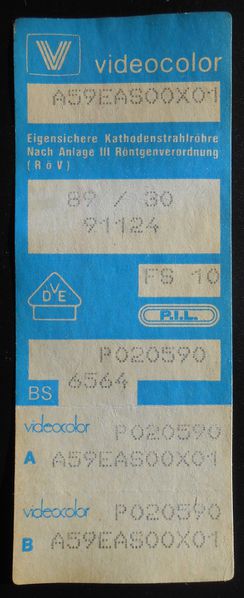 videocolor
A59EAS00X01
Eigensichere Kathodenstrahlröhre
Nach Anlage III Röntgenverordnung
(RöV)
89 / 30
91124
FS 10
DVE
P.I.L.
P020590
6564
BS
videocolor P020590
A A59EAS00X01
videocolor P020590
B A59EAS00X01